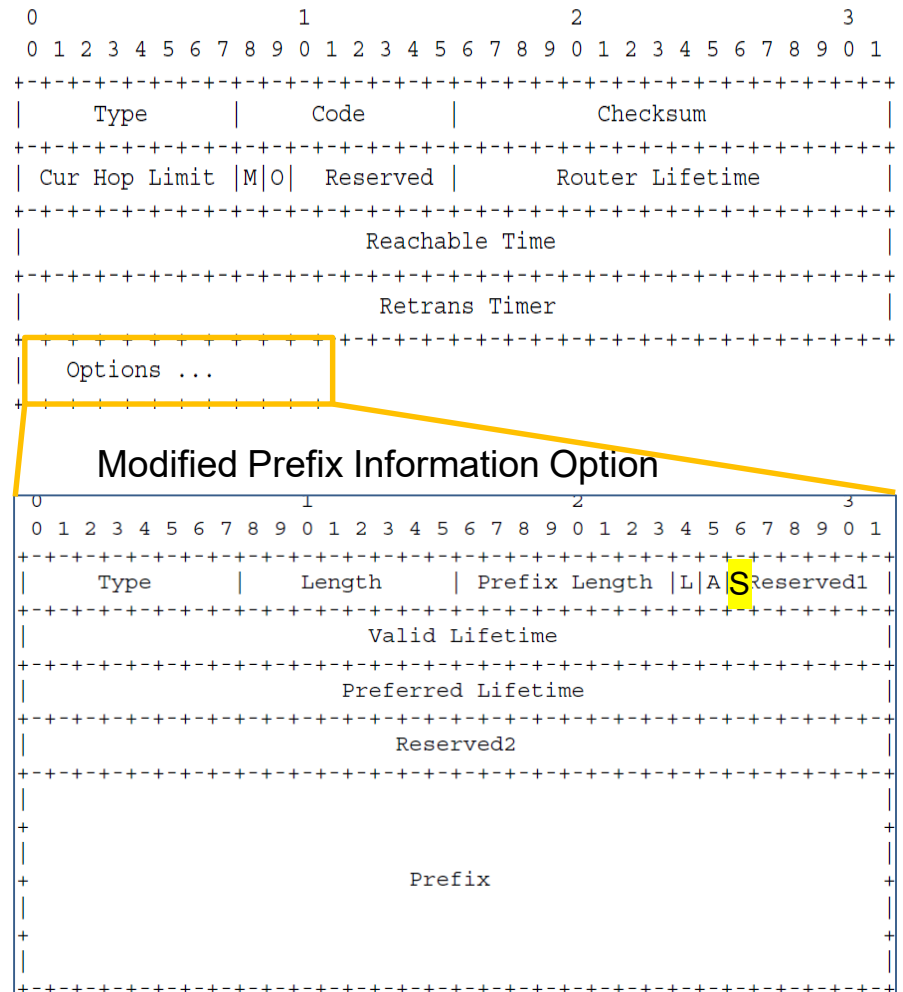 0                   1                   2                   3
0 1 2 3 4 5 6 7 8 9 0 1 2 3 4 5 6 7 8 9 0 1 2 3 4 5 6 7 8 9 0 1
+-+-+-+-+-+-+-+-+-+-+-+-+-+-+-+-+-+-+-+-+-+-+-+-+-+-+-+-+-+-+-+-+
| Type | Code | Checksum |
+-+-+-+-+-+-+-+-+-+-+-+-+-+-+-+-+-+-+-+-+-+-+-+-+-+-+-+-+-+-+-+-+
| Cur Hop Limit |M|O| Reserved | Router Lifetime |
+-+-+-+-+-+-+-+-+-+-+-+-+-+-+-+-+-+-+-+-+-+-+-+-+-+-+-+-+-+-+-+-+
| Reachable Time |
+-+-+-+-+-+-+-+-+-+-+-+-+-+-+-+-+-+-+-+-+-+-+-+-+-+-+-+-+-+-+-+-+
| Retrans Timer |
+-+-+-+-+-+-+-+-+-+-+-+-+-+-+-+-+-+-+-+-+-+-+-+-+-+-+-+-+-+-+-+-+
| Options ...
+-+-+-+-+-+-+-+-+-+-+-+-
Modified Prefix Information Option
0                   1                   2                   3
0 1 2 3 4 5 6 7 8 9 0 1 2 3 4 5 6 7 8 9 0 1 2 3 4 5 6 7 8 9 0 1
+-+-+-+-+-+-+-+-+-+-+-+-+-+-+-+-+-+-+-+-+-+-+-+-+-+-+-+-+-+-+-+-+
| Type | Length | Prefix Length |L|A|S Reserved1 |
+-+-+-+-+-+-+-+-+-+-+-+-+-+-+-+-+-+-+-+-+-+-+-+-+-+-+-+-+-+-+-+-+
| Valid Lifetime |
+-+-+-+-+-+-+-+-+-+-+-+-+-+-+-+-+-+-+-+-+-+-+-+-+-+-+-+-+-+-+-+-+
| Preferred Lifetime |
+-+-+-+-+-+-+-+-+-+-+-+-+-+-+-+-+-+-+-+-+-+-+-+-+-+-+-+-+-+-+-+-+
| Reserved2 |
+-+-+-+-+-+-+-+-+-+-+-+-+-+-+-+-+-+-+-+-+-+-+-+-+-+-+-+-+-+-+-+-+
| |
+ +
| |
+ Prefix +
| |
+ +
| |
+-+-+-+-+-+-+-+-+-+-+-+-+-+-+-+-+-+-+-+-+-+-+-+-+-+-+-+-+-+-+-+-+